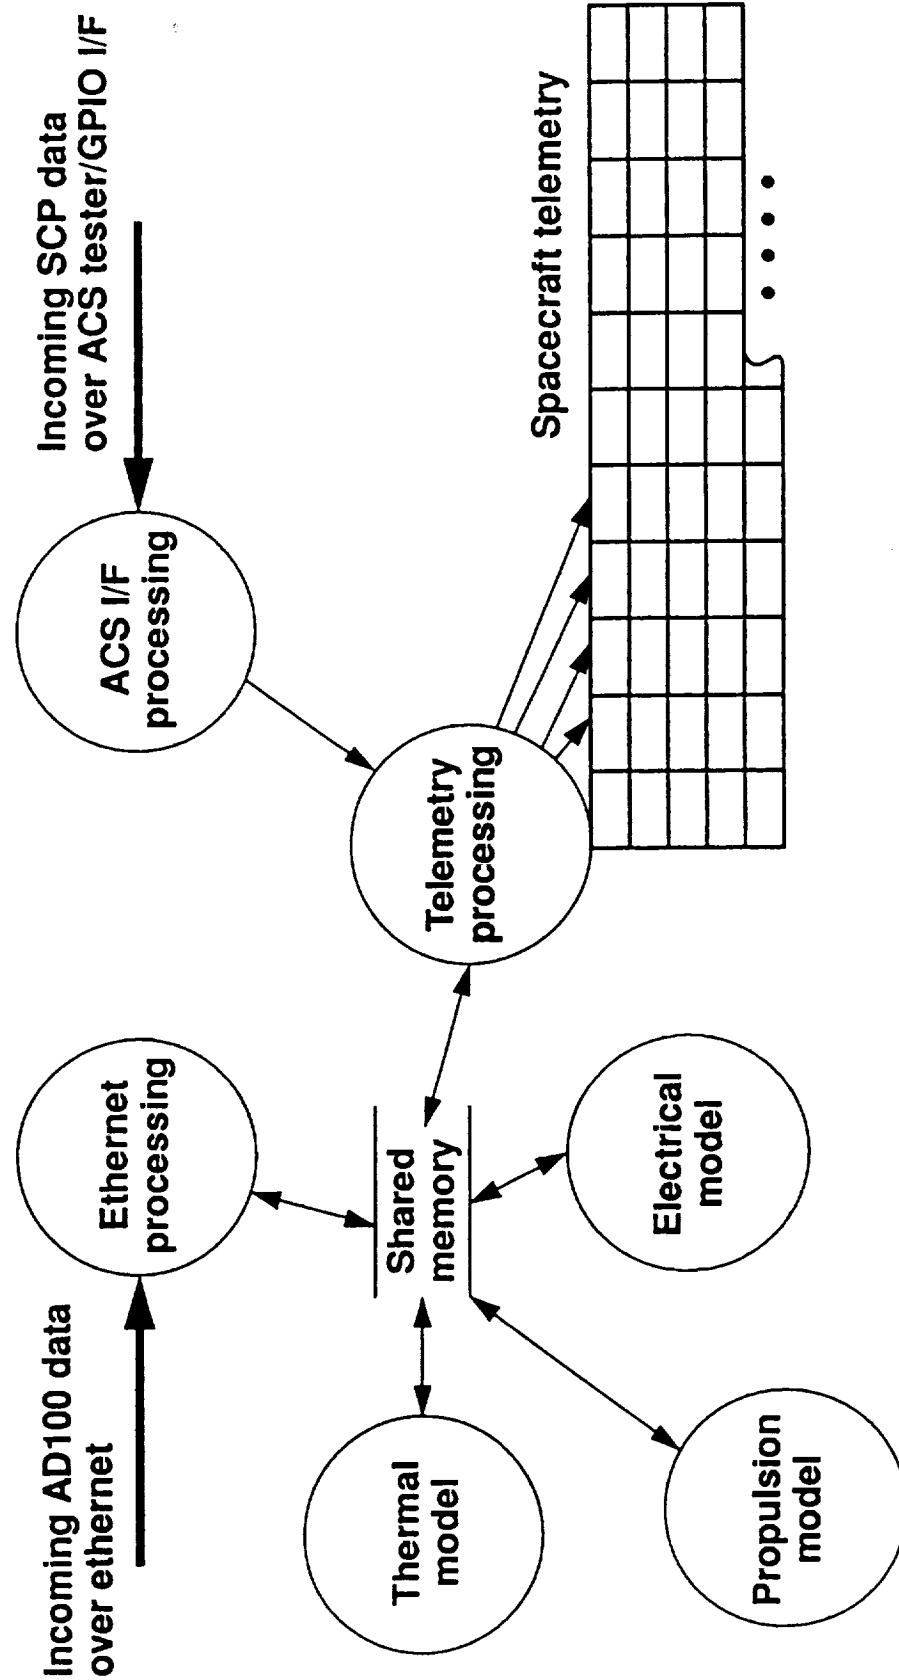 Incoming AD100 data
over ethernet
Ethernet
processing
Incoming SCP data
over ACS tester/GPIO I/F
ACS I/F
processing
Thermal
model
Shared
memory
Telemetry
processing
Propulsion
model
Electrical
model
Spacecraft telemetry